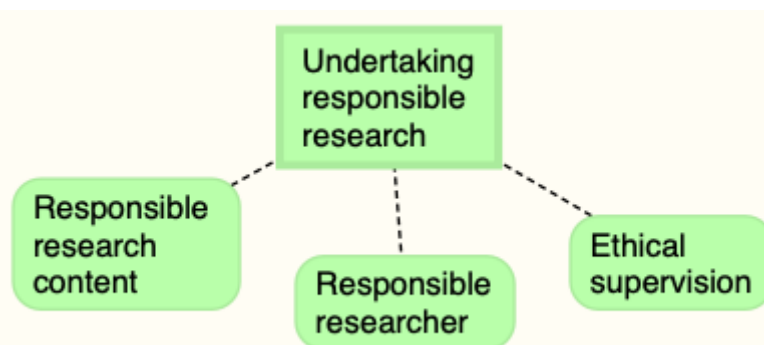 Undertaking
responsible
research
Responsible
research
content
Responsible
researcher
Ethical
supervision